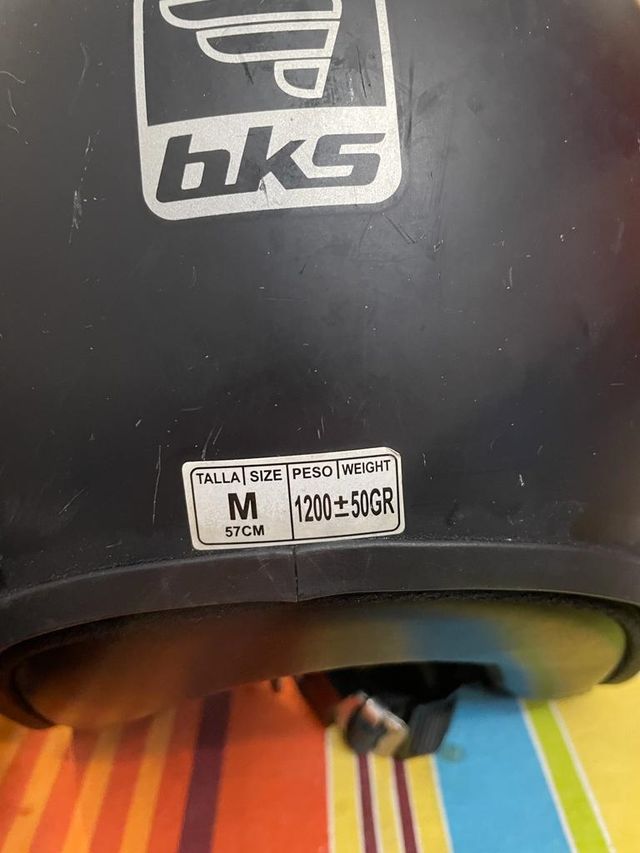 bks
TALLA SIZE PESO WEIGHT
M 1200±50GR
57CM